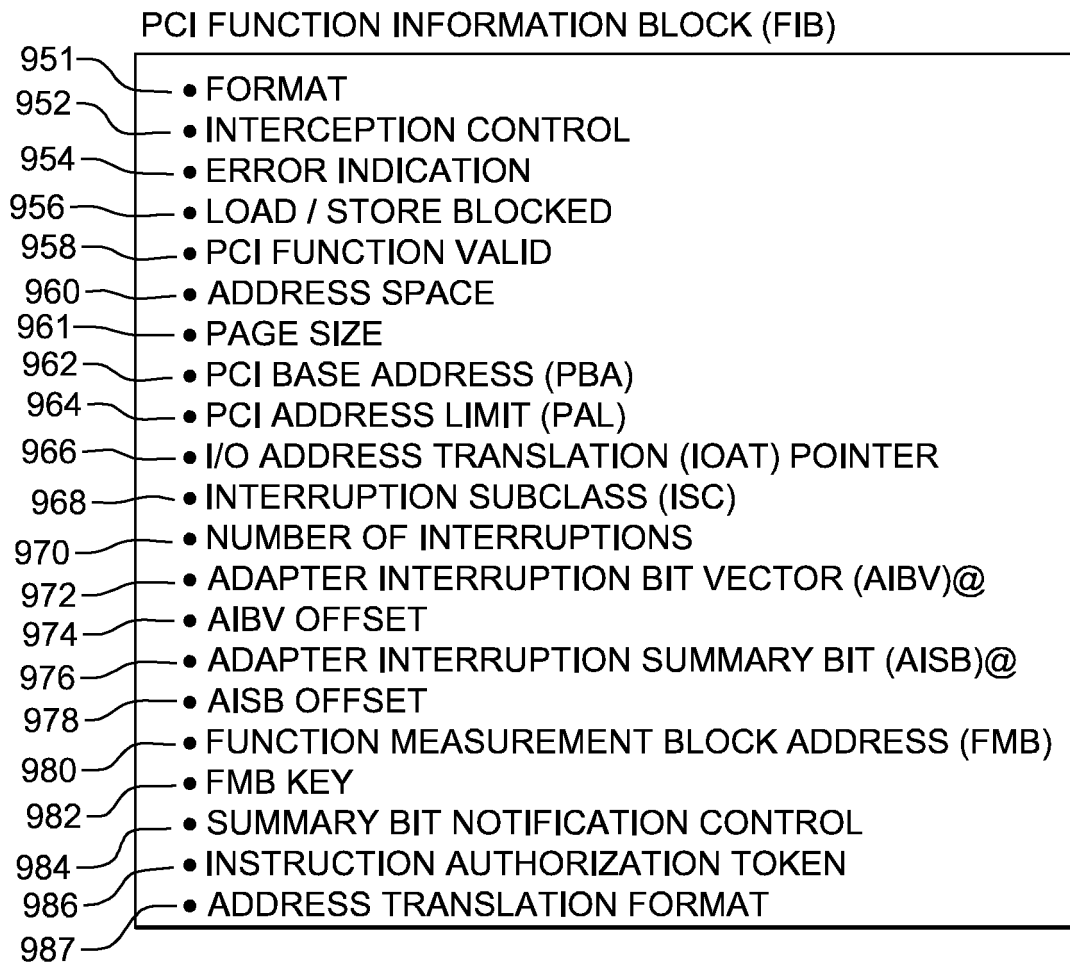 PCI FUNCTION INFORMATION BLOCK (FIB)
951 • FORMAT
952 • INTERCEPTION CONTROL
954 • ERROR INDICATION
956 • LOAD / STORE BLOCKED
958 • PCI FUNCTION VALID
960 • ADDRESS SPACE
961 • PAGE SIZE
962 • PCI BASE ADDRESS (PBA)
964 • PCI ADDRESS LIMIT (PAL)
966 • I/O ADDRESS TRANSLATION (IOAT) POINTER
968 • INTERRUPTION SUBCLASS (ISC)
970 • NUMBER OF INTERRUPTIONS
972 • ADAPTER INTERRUPTION BIT VECTOR (AIBV)@
974 • AIBV OFFSET
976 • ADAPTER INTERRUPTION SUMMARY BIT (AISB)@
978 • AISB OFFSET
980 • FUNCTION MEASUREMENT BLOCK ADDRESS (FMB)
982 • FMB KEY
984 • SUMMARY BIT NOTIFICATION CONTROL
986 • INSTRUCTION AUTHORIZATION TOKEN
987 • ADDRESS TRANSLATION FORMAT